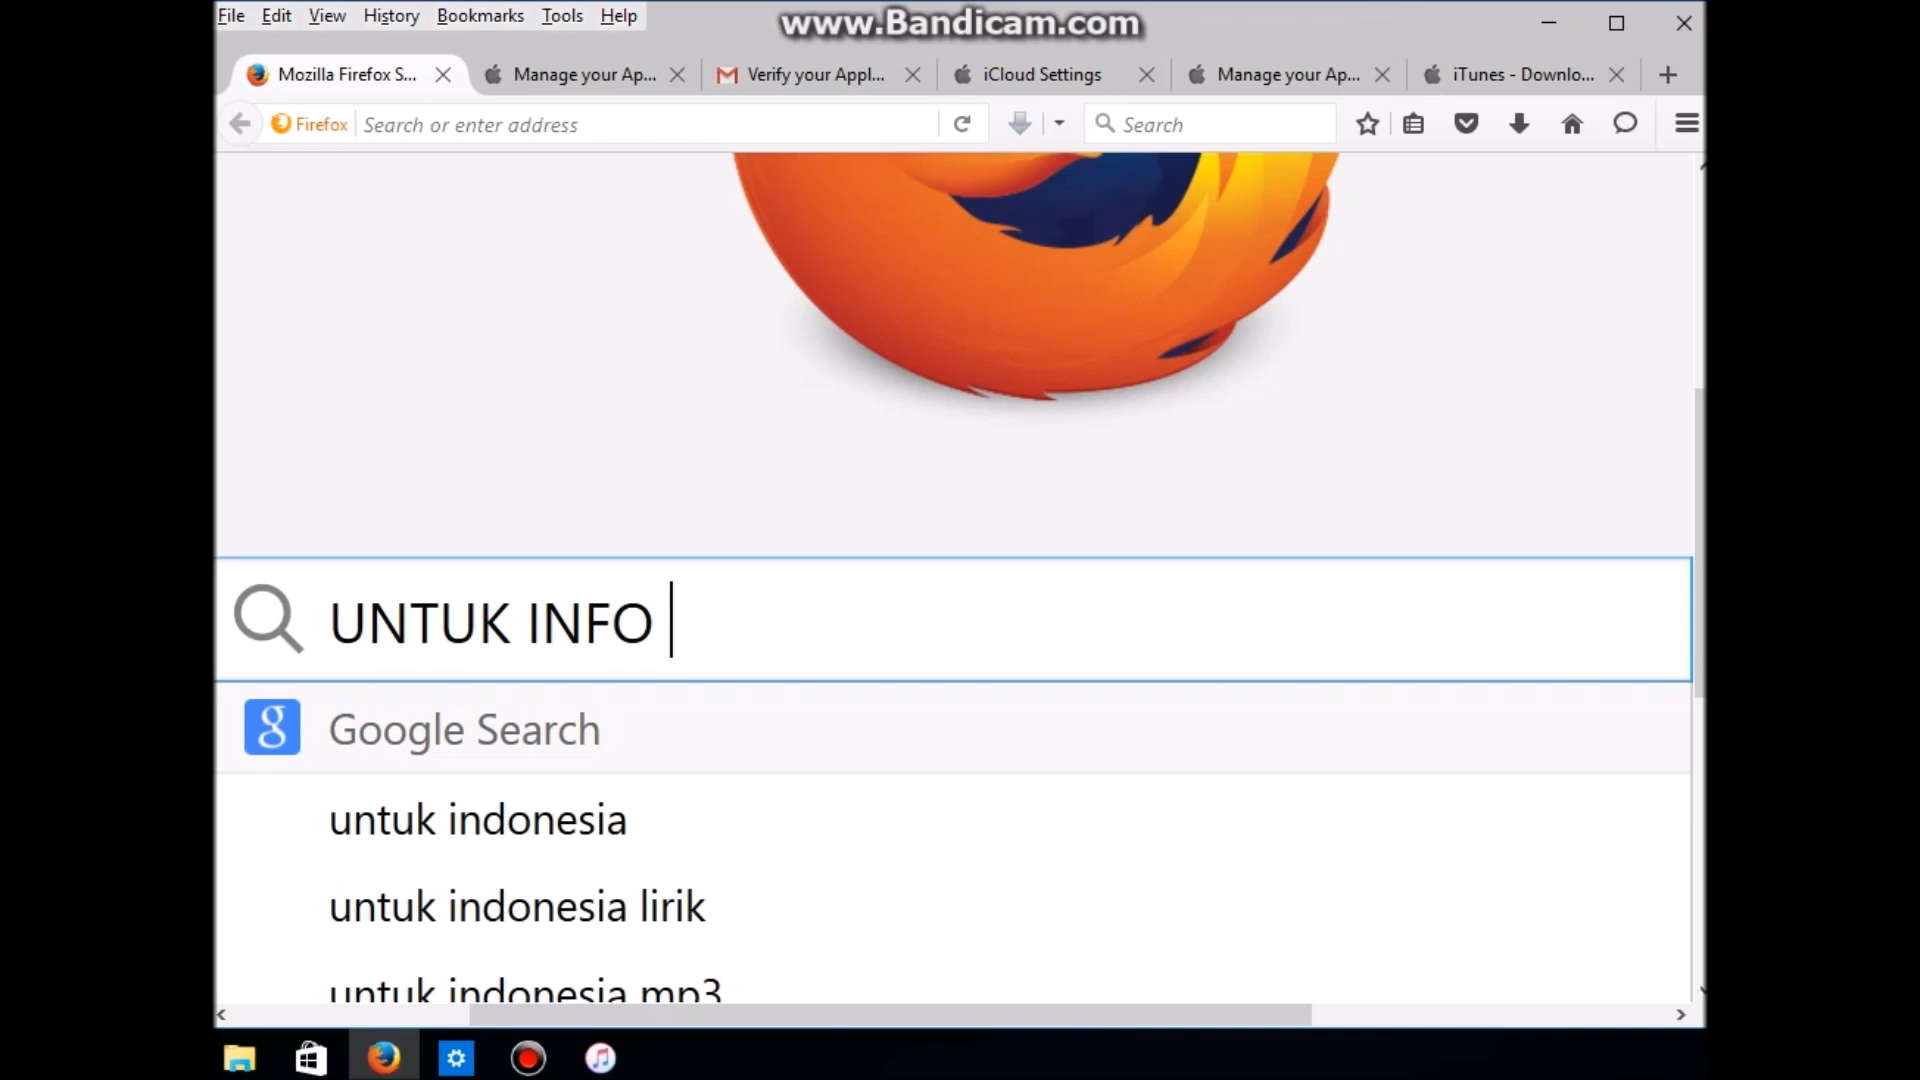 File Edit View History Bookmarks Tools Help
www.Bandicam.com
Mozilla Firefox S... Manage your Ap... Verify your Appl... iCloud Settings Manage your Ap... iTunes - Downlo...
Firefox Search or enter address Search
UNTUK INFO
g Google Search
untuk indonesia
untuk indonesia lirik
untuk indonesia mp3